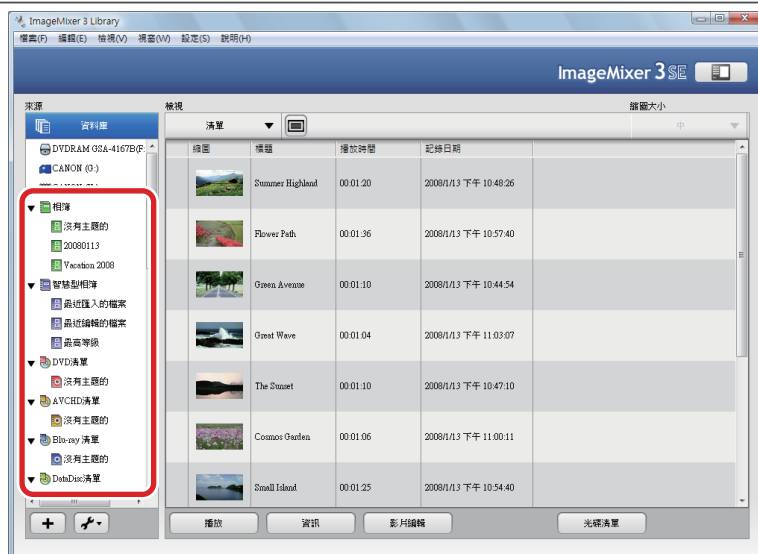 ImageMixer 3 Library
檔案(F) 編輯(E) 檢視(V) 視窗(W) 設定(S) 說明(H)
ImageMixer 3 SE
來源 檢視 縮圖大小
資料庫 清單 中
縮圖 標題 播放時間 記錄日期
DVDRAM GSA-4167B(F:
CANON (G:)
相簿
沒有主題的
20080113
Vacation 2008
智慧型相簿
最近匯入的檔案
最近編輯的檔案
最高等級
DVD清單
沒有主題的
AVCHD清單
沒有主題的
Blu-ray 清單
沒有主題的
DataDisc清單
Summer Highland 00:01:20 2008/1/13 下午 10:48:26
Flower Path 00:01:36 2008/1/13 下午 10:57:40
Green Avenue 00:01:10 2008/1/13 下午 10:44:54
Great Wave 00:01:04 2008/1/13 下午 11:03:07
The Sunset 00:01:10 2008/1/13 下午 10:47:10
Cosmos Garden 00:01:06 2008/1/13 下午 11:00:11
Small Island 00:01:25 2008/1/13 下午 10:54:40
播放 資訊 影片編輯 光碟清單